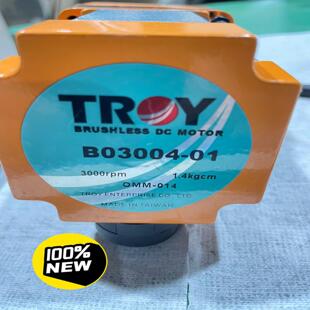 TROY
BRUSHLESS DC MOTOR
B03004-01
3000rpm 1.4kgcm
OMM-014
TROY ENTERPRISE CO., LTD.
MADE IN TAIWAN
100%
NEW